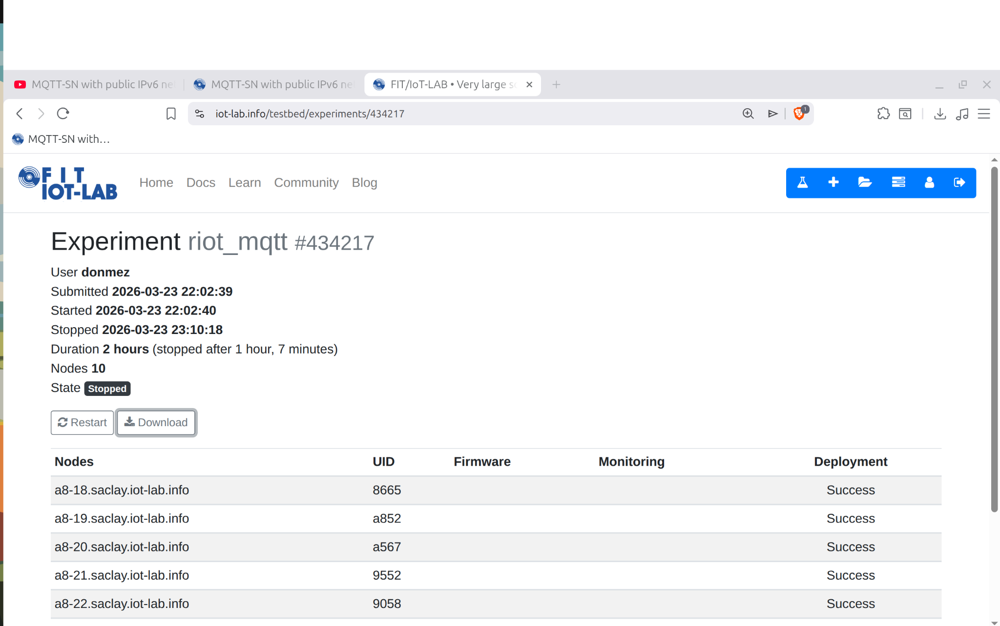 MQTT-SN with public IPv6 ne
MQTT-SN with public IPv6 ne
FIT/IoT-LAB • Very large sc
iot-lab.info/testbed/experiments/434217
1
MQTT-SN with...
FIT
IOT-LAB
Home Docs Learn Community Blog
Experiment riot_mqtt #434217
User donmez
Submitted 2026-03-23 22:02:39
Started 2026-03-23 22:02:40
Stopped 2026-03-23 23:10:18
Duration 2 hours (stopped after 1 hour, 7 minutes)
Nodes 10
State Stopped
Restart Download
Nodes UID Firmware Monitoring Deployment
a8-18.saclay.iot-lab.info 8665 Success
a8-19.saclay.iot-lab.info a852 Success
a8-20.saclay.iot-lab.info a567 Success
a8-21.saclay.iot-lab.info 9552 Success
a8-22.saclay.iot-lab.info 9058 Success